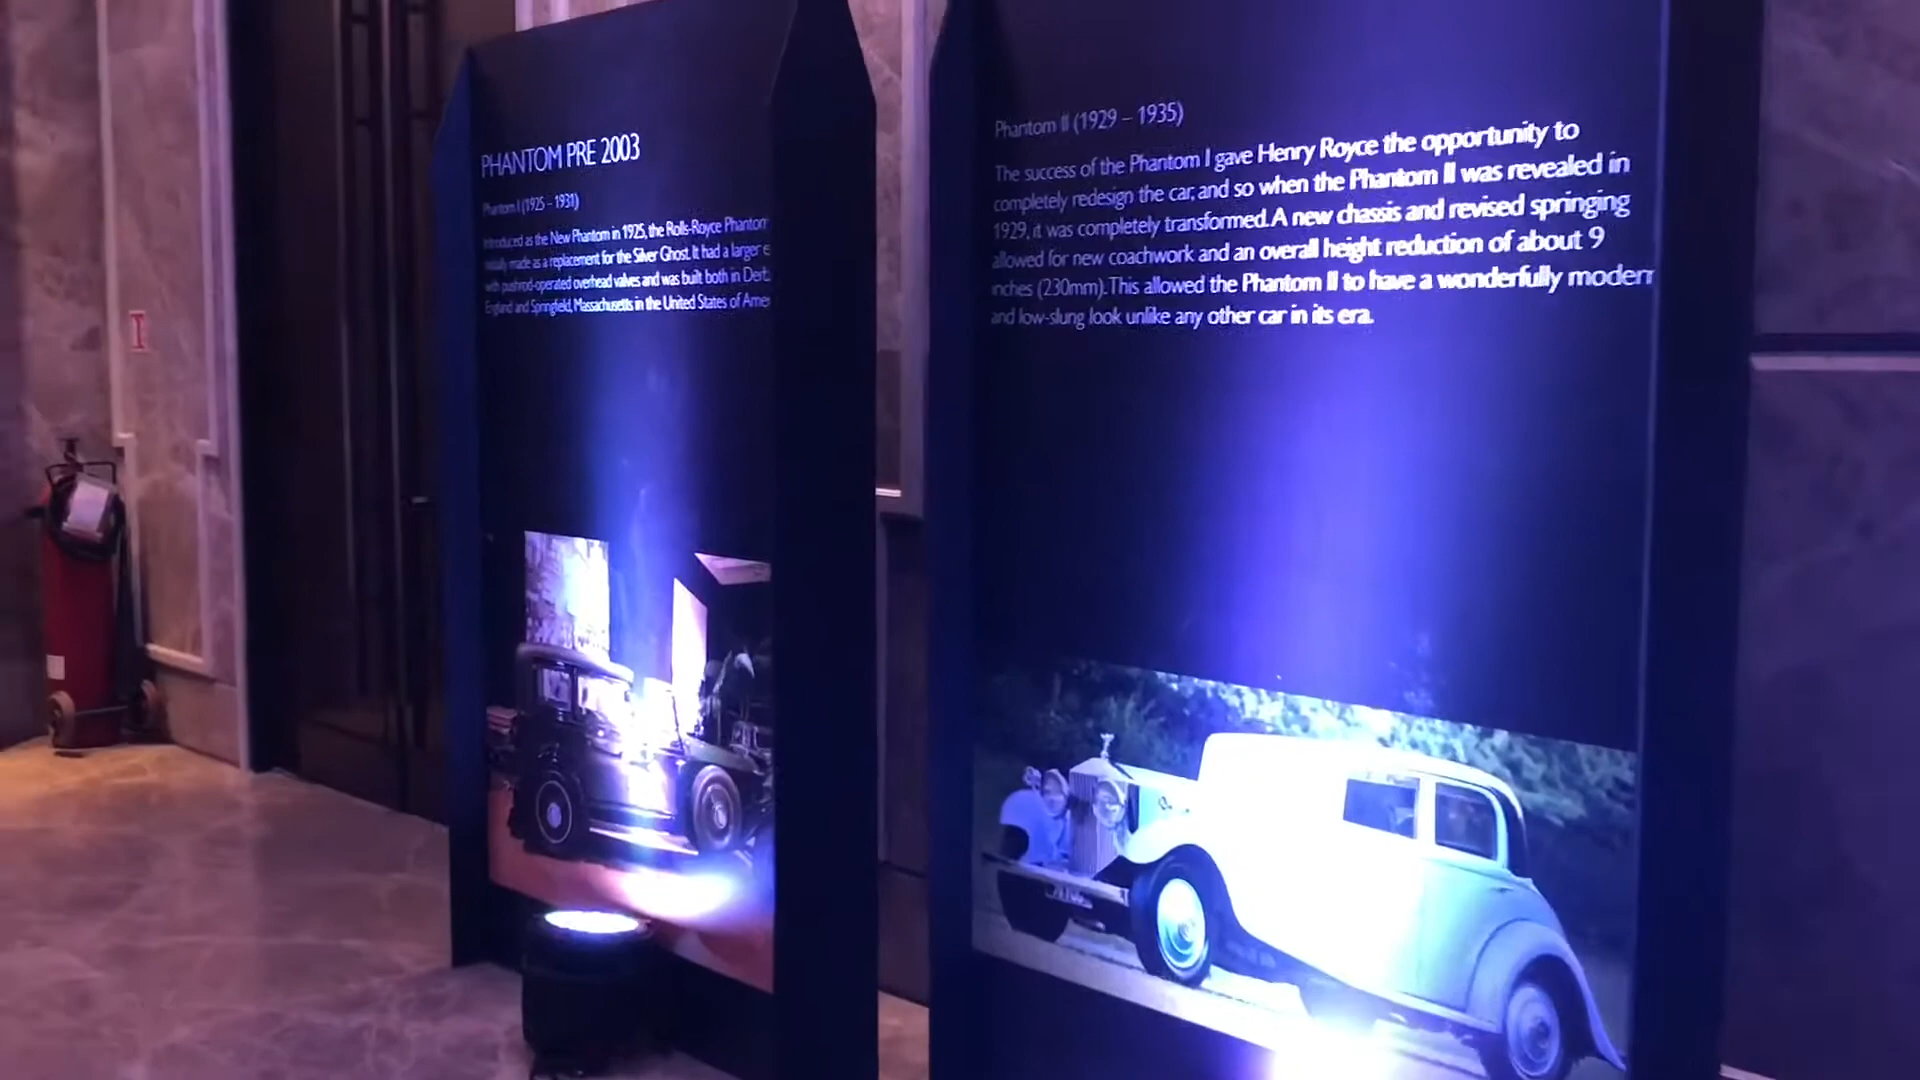 PHANTOM PRE 2003
Phantom I (1925 – 1931)
Introduced as the New Phantom in 1925, the Rolls-Royce Phantom
initially made as a replacement for the Silver Ghost. It had a larger e
with pushrod-operated overhead valves and was built both in Derb
England and Springfield, Massachusetts in the United States of Amer
Phantom II (1929 – 1935)
The success of the Phantom I gave Henry Royce the opportunity to
completely redesign the car, and so when the Phantom II was revealed in
1929, it was completely transformed. A new chassis and revised springing
allowed for new coachwork and an overall height reduction of about 9
inches (230mm). This allowed the Phantom II to have a wonderfully modern
and low-slung look unlike any other car in its era.